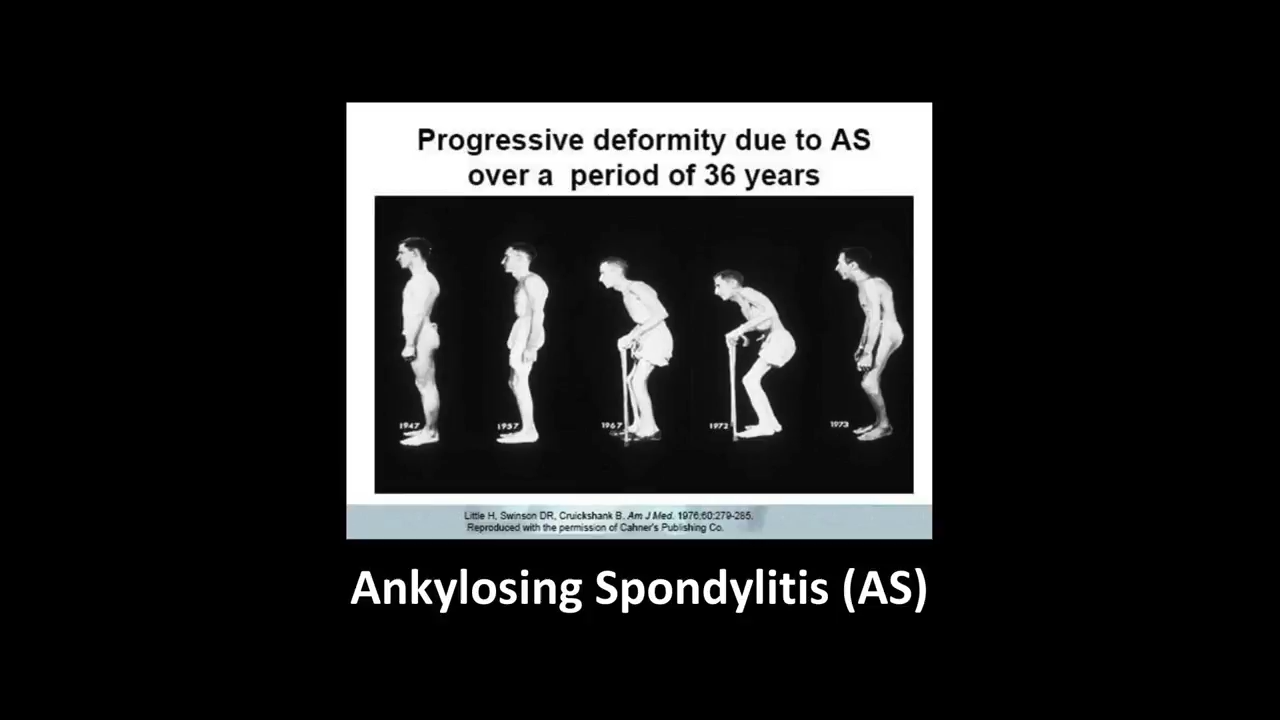 Progressive deformity due to AS
over a period of 36 years
1947 1957 1967 1972 1973
Little H, Swinson DR, Cruickshank B. Am J Med. 1976;60:279-285.
Reproduced with the permission of Cahner's Publishing Co.
Ankylosing Spondylitis (AS)